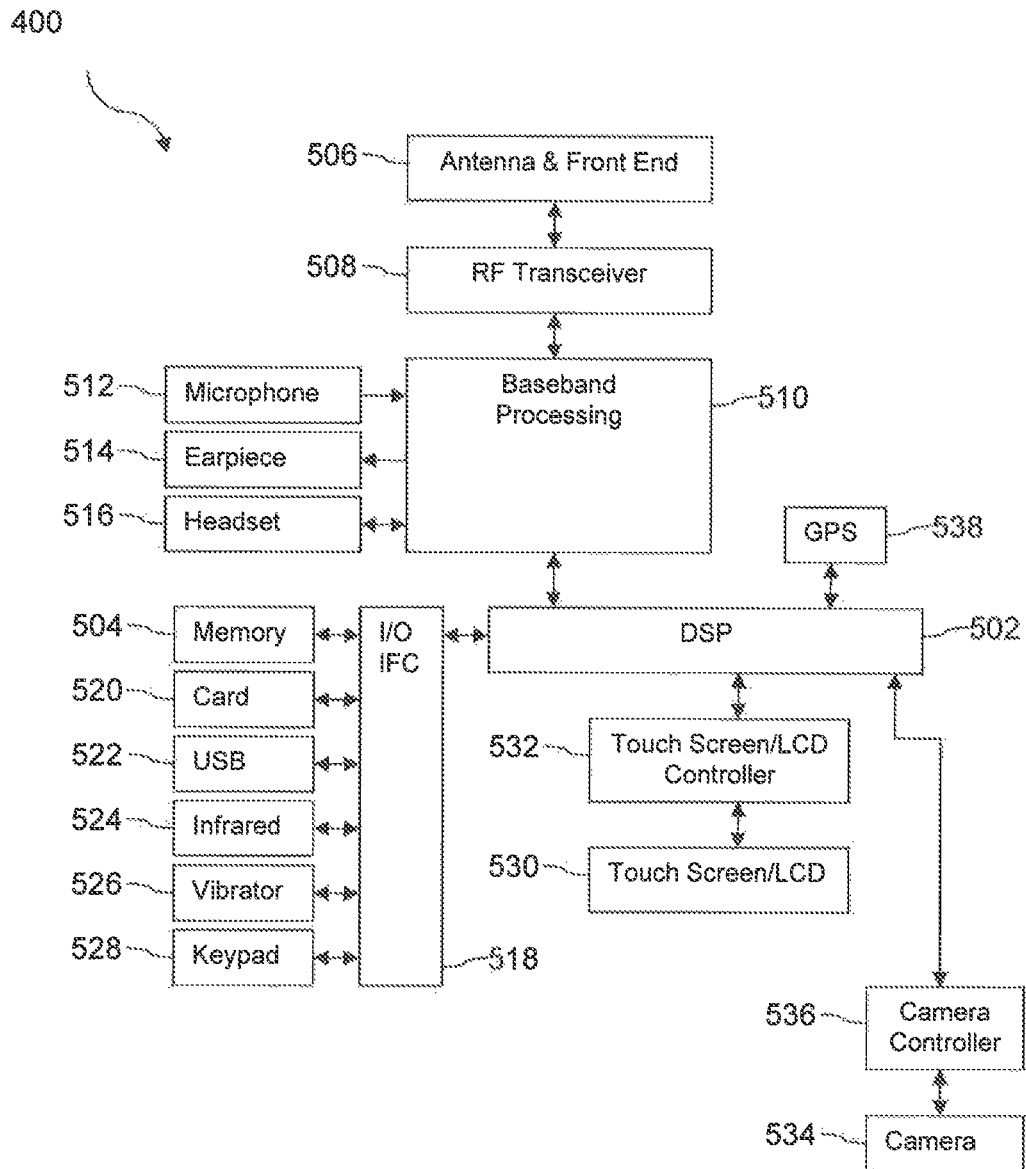 400
506
Antenna & Front End
508
RF Transceiver
512
Microphone
Baseband
Processing
510
514
Earpiece
516
Headset
GPS
538
504
Memory
I/O
IFC
DSP
502
520
Card
522
USB
532
Touch Screen/LCD
Controller
524
Infrared
530
Touch Screen/LCD
526
Vibrator
528
Keypad
518
536
Camera
Controller
534
Camera